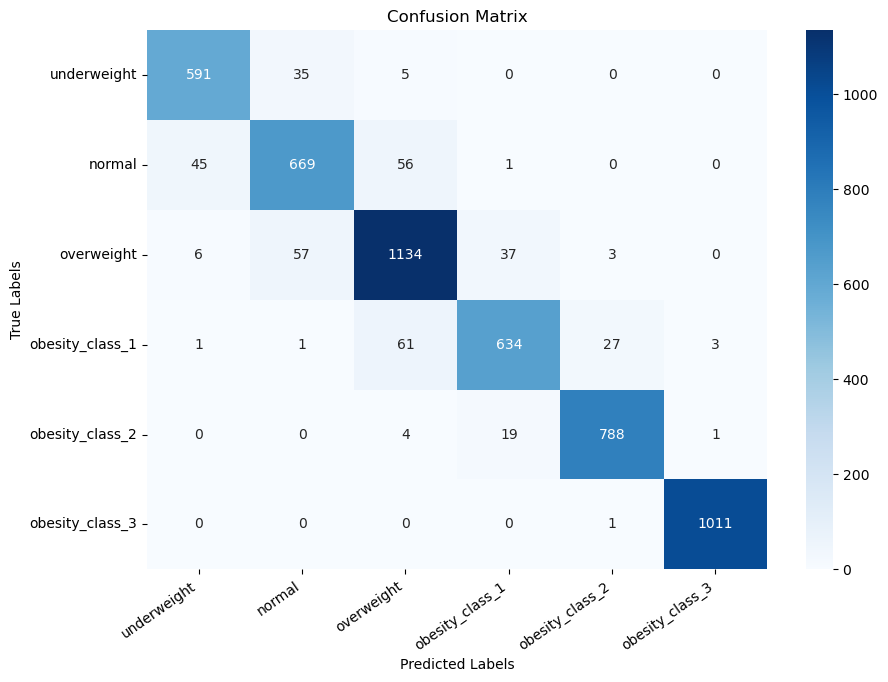 Confusion Matrix
underweight 591 35 5 0 0 0
normal 45 669 56 1 0 0
overweight 6 57 1134 37 3 0
obesity_class_1 1 1 61 634 27 3
obesity_class_2 0 0 4 19 788 1
obesity_class_3 0 0 0 0 1 1011
True Labels
underweight normal overweight obesity_class_1 obesity_class_2 obesity_class_3
Predicted Labels
1000
800
600
400
200
0